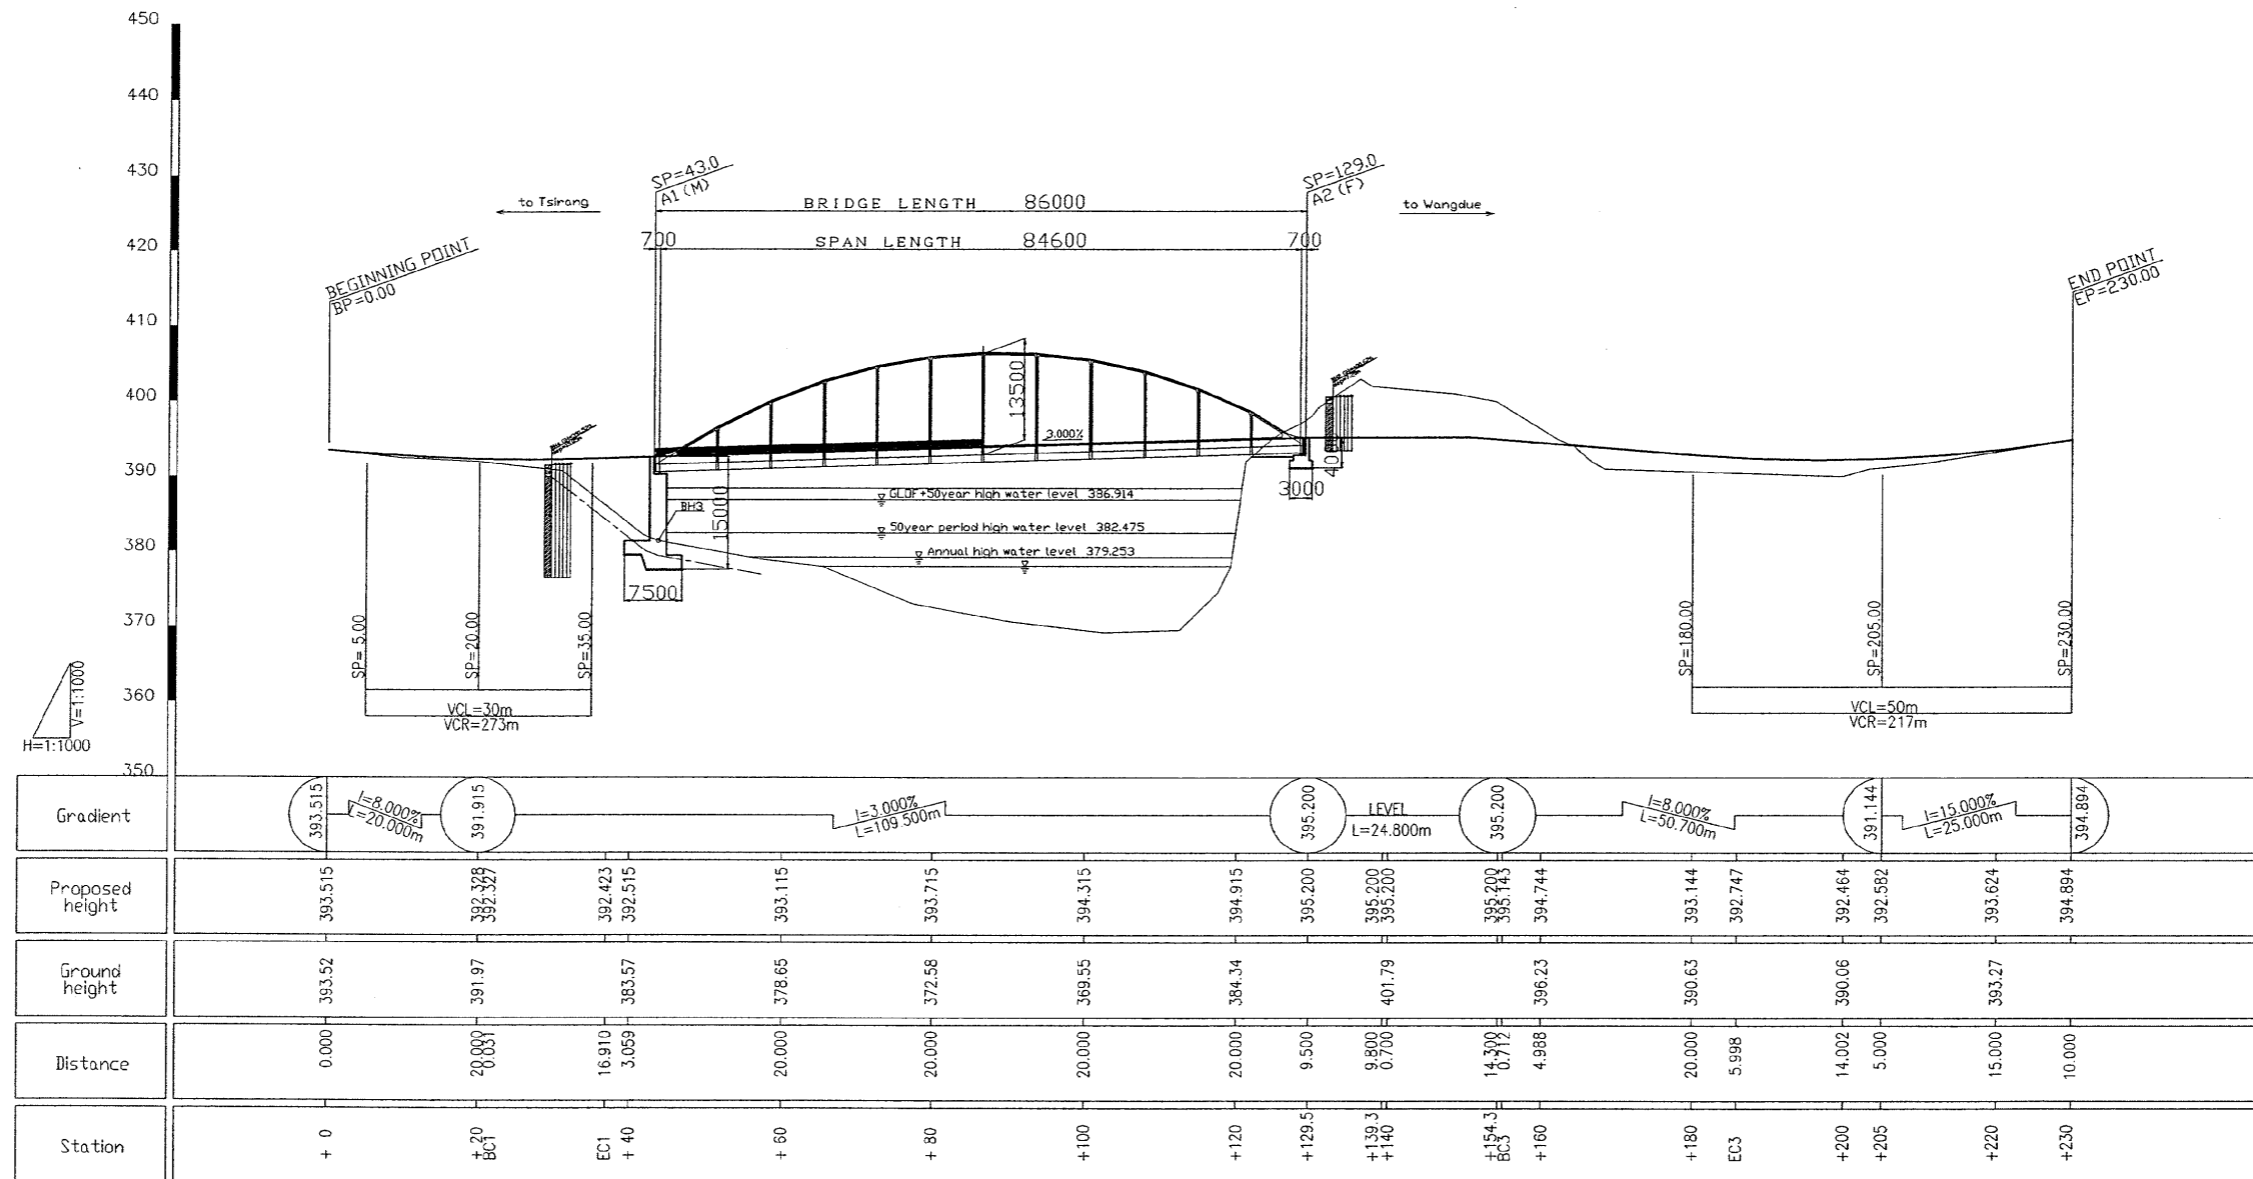 450
440
430
420
410
400
390
380
370
360
350
SP=43.0
A1 (M)
SP=129.0
A2 (F)
to Tsirang
BRIDGE LENGTH 86000
to Wangdue
700
SPAN LENGTH 84600
700
BEGINNING POINT
BP=0.00
END POINT
EP=230.00
13500
3.000%
3000
15000
BH3
7500
GLOF+50year high water level 386.914
50year period high water level 382.475
Annual high water level 379.253
SP= 5.00
SP=20.00
SP=35.00
VCL=30m
VCR=273m
SP=180.00
SP=205.00
SP=230.00
VCL=50m
VCR=217m
V=1:1000
H=1:1000
Gradient
393.515
I=8.000%
L=20.000m
391.915
I=3.000%
L=109.500m
395.200
LEVEL
L=24.800m
395.200
I=8.000%
L=50.700m
391.144
I=15.000%
L=25.000m
394.894
Proposed
height
393.515 392.328 392.327 392.423 392.515 393.115 393.715 394.315 394.915 395.200 395.200 395.200 395.200 395.143 394.744 393.144 392.747 392.464 392.582 393.624 394.894
Ground
height
393.52 391.97 383.57 378.65 372.58 369.55 384.34 401.79 396.23 390.63 390.06 393.27
Distance
0.000 20.000 0.031 16.910 3.059 20.000 20.000 20.000 20.000 9.500 9.800 0.700 14.300 0.712 4.988 20.000 5.998 14.002 5.000 15.000 10.000
Station
+ 0 + 20 BC1 EC1 + 40 + 60 + 80 +100 +120 +129.5 +139.3 +140 +154.3 BC3 +160 +180 EC3 +200 +205 +220 +230